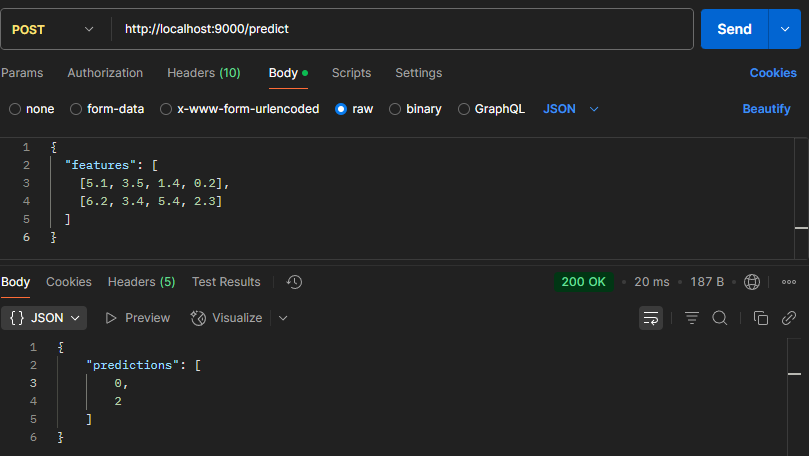 POST http://localhost:9000/predict Send
Params Authorization Headers (10) Body Scripts Settings Cookies
none form-data x-www-form-urlencoded raw binary GraphQL JSON Beautify
1 {
2 "features": [
3 [5.1, 3.5, 1.4, 0.2],
4 [6.2, 3.4, 5.4, 2.3]
5 ]
6 }
Body Cookies Headers (5) Test Results 200 OK 20 ms 187 B
{} JSON Preview Visualize
1 {
2 "predictions": [
3 0,
4 2
5 ]
6 }